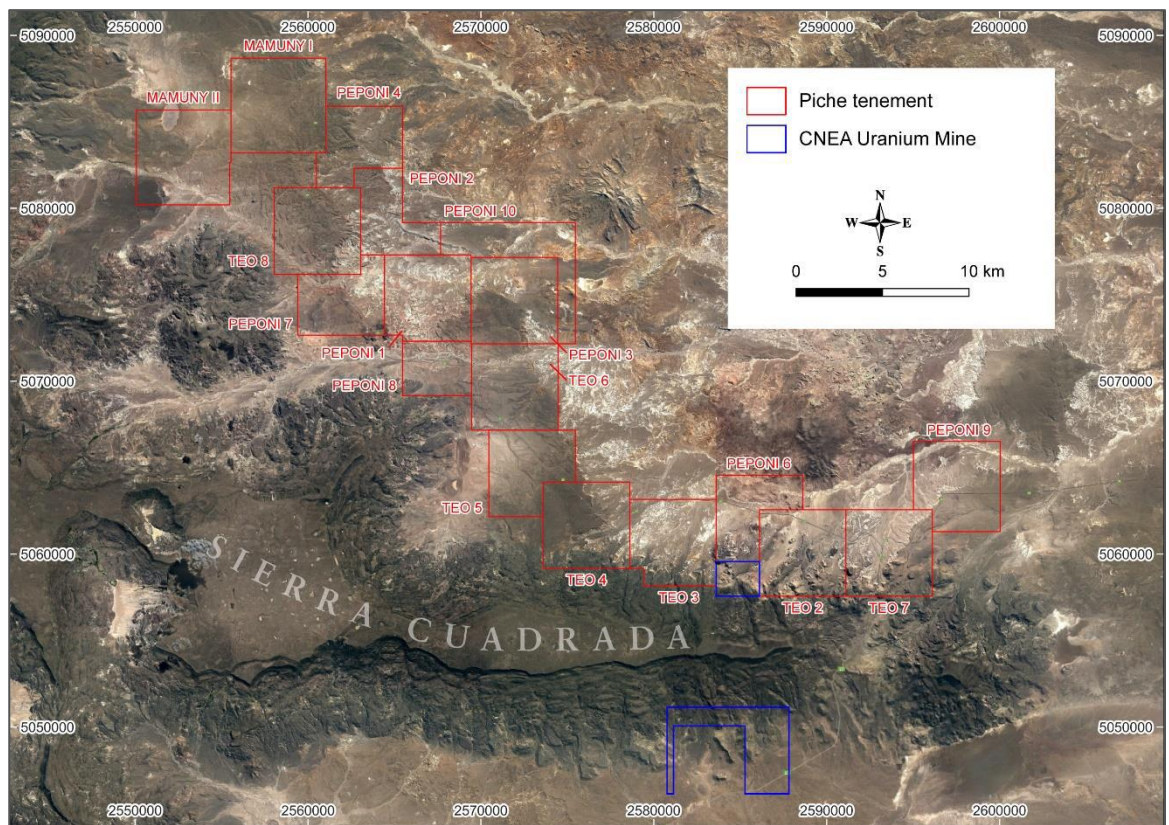 2550000
2560000
2570000
2580000
2590000
2600000
5090000
5090000
MAMUNY I
MAMUNY II
PEPONI 4
Piche tenement
CNEA Uranium Mine
PEPONI 2
N
W
E
S
5080000
5080000
PEPONI 10
TEO 8
0
5
10 km
PEPONI 7
PEPONI 1
PEPONI 3
5070000
TEO 6
5070000
PEPONI 8
PEPONI 9
PEPONI 6
TEO 5
5060000
5060000
TEO 4
TEO 3
TEO 2
TEO 7
SIERRA CUADRADA
5050000
5050000
2550000
2560000
2570000
2580000
2590000
2600000